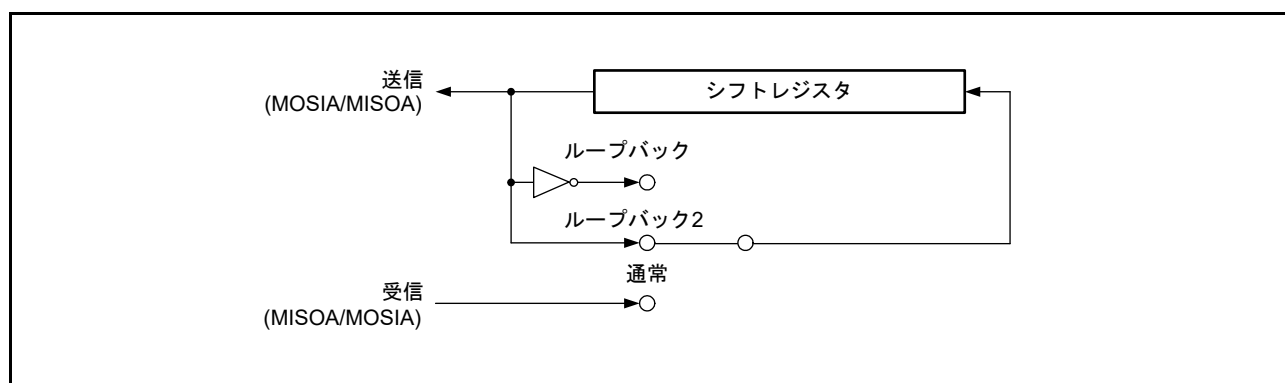 送信
(MOSIA/MISOA)
シフトレジスタ
ループバック
ループバック2
通常
受信
(MISOA/MOSIA)